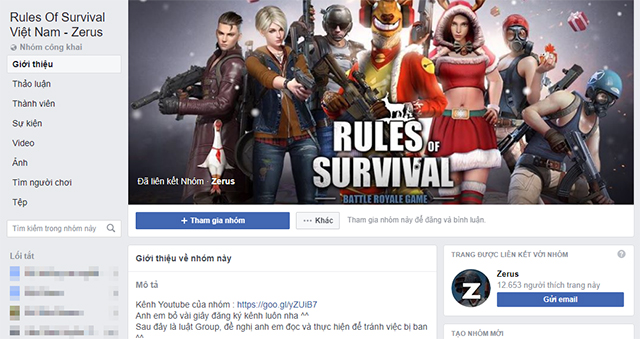 Rules Of Survival
Việt Nam - Zerus
Nhóm công khai
Giới thiệu
Thảo luận
Thành viên
Sự kiện
Video
Ảnh
Tìm người chơi
Tệp
Tìm kiếm trong nhóm này
Lối tắt
RULES OF
SURVIVAL
BATTLE ROYALE GAME
Đã liên kết Nhóm · Zerus
+ Tham gia nhóm
··· Khác
Tham gia nhóm này để đăng và bình luận.
Giới thiệu về nhóm này
Mô tả
Kênh Youtube của nhóm : https://goo.gl/yZUiB7
Anh em bỏ vài giây đăng ký kênh luôn nha ^^
Sau đây là luật Group, đề nghị anh em đọc và thực hiện để tránh việc bị ban
^^
TRANG ĐƯỢC LIÊN KẾT VỚI NHÓM
Z
Zerus
12.653 người thích trang này
Gửi email
TẠO NHÓM MỚI